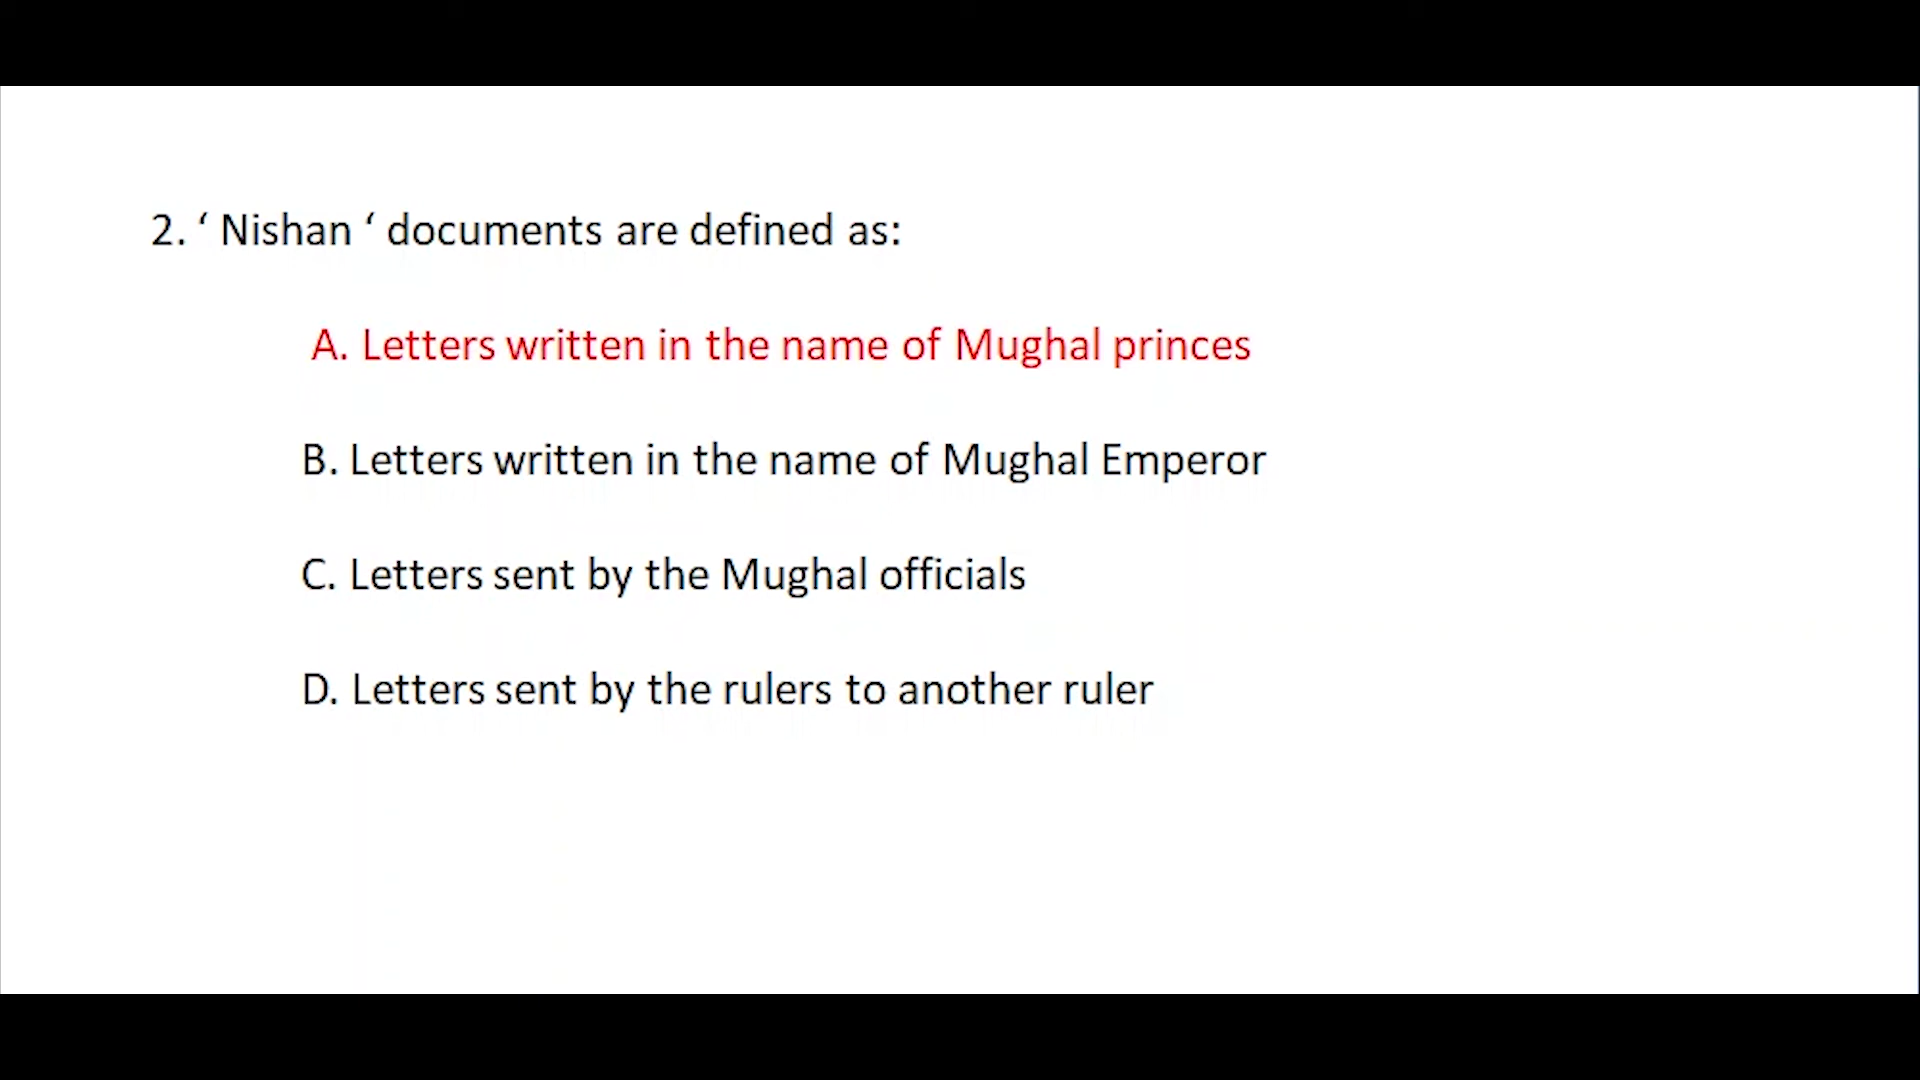 2. ‘ Nishan ‘ documents are defined as:
A. Letters written in the name of Mughal princes
B. Letters written in the name of Mughal Emperor
C. Letters sent by the Mughal officials
D. Letters sent by the rulers to another ruler